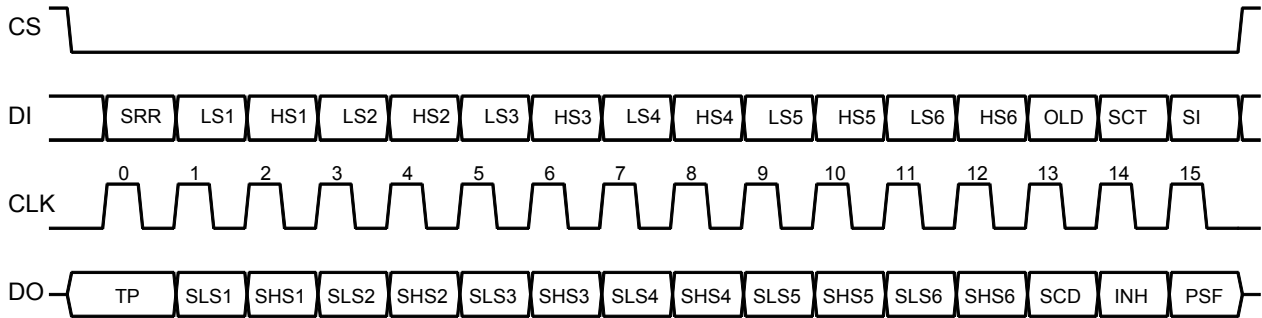 CS
DI SRR LS1 HS1 LS2 HS2 LS3 HS3 LS4 HS4 LS5 HS5 LS6 HS6 OLD SCT SI
0 1 2 3 4 5 6 7 8 9 10 11 12 13 14 15
CLK
DO TP SLS1 SHS1 SLS2 SHS2 SLS3 SHS3 SLS4 SHS4 SLS5 SHS5 SLS6 SHS6 SCD INH PSF